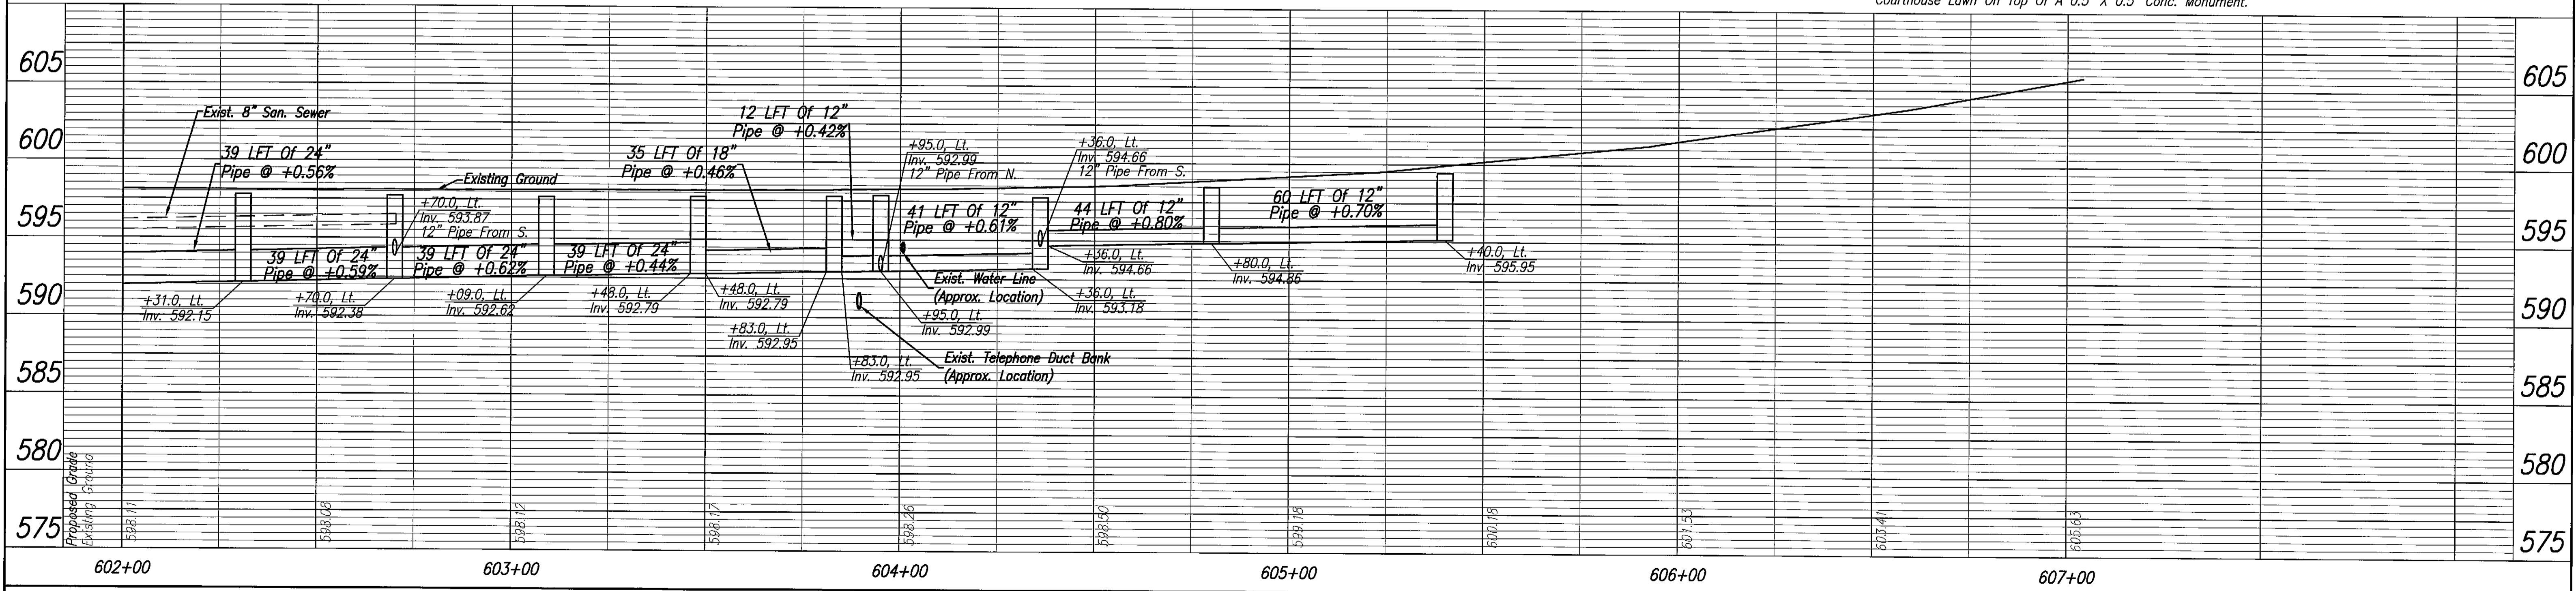 Courthouse Lawn On Top Of A 0.5' X 0.5' Conc. Monument.
605
605
600
600
595
595
590
590
585
585
580
580
575
575
Exist. 8" San. Sewer
39 LFT Of 24"
Pipe @ +0.56%
Existing Ground
35 LFT Of 18"
Pipe @ +0.46%
12 LFT Of 12"
Pipe @ +0.42%
+95.0, Lt.
Inv. 592.99
12" Pipe From N.
+36.0, Lt.
Inv. 594.66
12" Pipe From S.
+70.0, Lt.
Inv. 593.87
12" Pipe From S.
41 LFT Of 12"
Pipe @ +0.61%
44 LFT Of 12"
Pipe @ +0.80%
60 LFT Of 12"
Pipe @ +0.70%
39 LFT Of 24"
Pipe @ +0.59%
39 LFT Of 24"
Pipe @ +0.62%
39 LFT Of 24"
Pipe @ +0.44%
+31.0, Lt.
Inv. 592.15
+70.0, Lt.
Inv. 592.38
+09.0, Lt.
Inv. 592.62
+48.0, Lt.
Inv. 592.79
+48.0, Lt.
Inv. 592.79
+83.0, Lt.
Inv. 592.95
+83.0, Lt.
Inv. 592.95
+95.0, Lt.
Inv. 592.99
Exist. Water Line
(Approx. Location)
Exist. Telephone Duct Bank
(Approx. Location)
+36.0, Lt.
Inv. 594.66
+36.0, Lt.
Inv. 593.18
+80.0, Lt.
Inv. 594.86
+40.0, Lt.
Inv. 595.95
Proposed Grade
Existing Ground
598.11
598.08
598.12
598.17
598.26
598.50
599.18
600.18
601.53
603.41
605.63
602+00
603+00
604+00
605+00
606+00
607+00